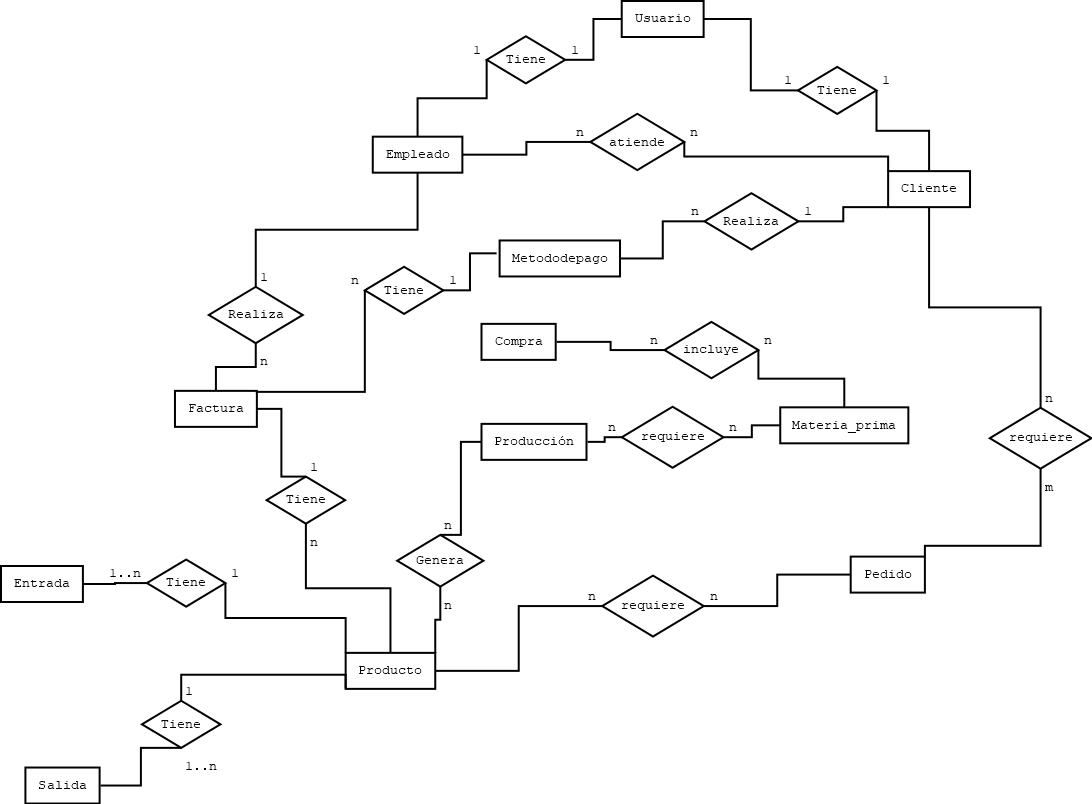 Usuario
1
Tiene
1
1
Tiene
1
n
atiende
n
Empleado
Cliente
n
Realiza
1
Metododepago
1
n
Tiene
1
Realiza
n
Compra
n
incluye
n
Factura
Materia_prima
n
requiere
n
Producción
n
requiere
m
1
Tiene
n
n
Genera
n
Entrada
1..n
Tiene
1
Pedido
n
requiere
n
Producto
1
Tiene
1..n
Salida